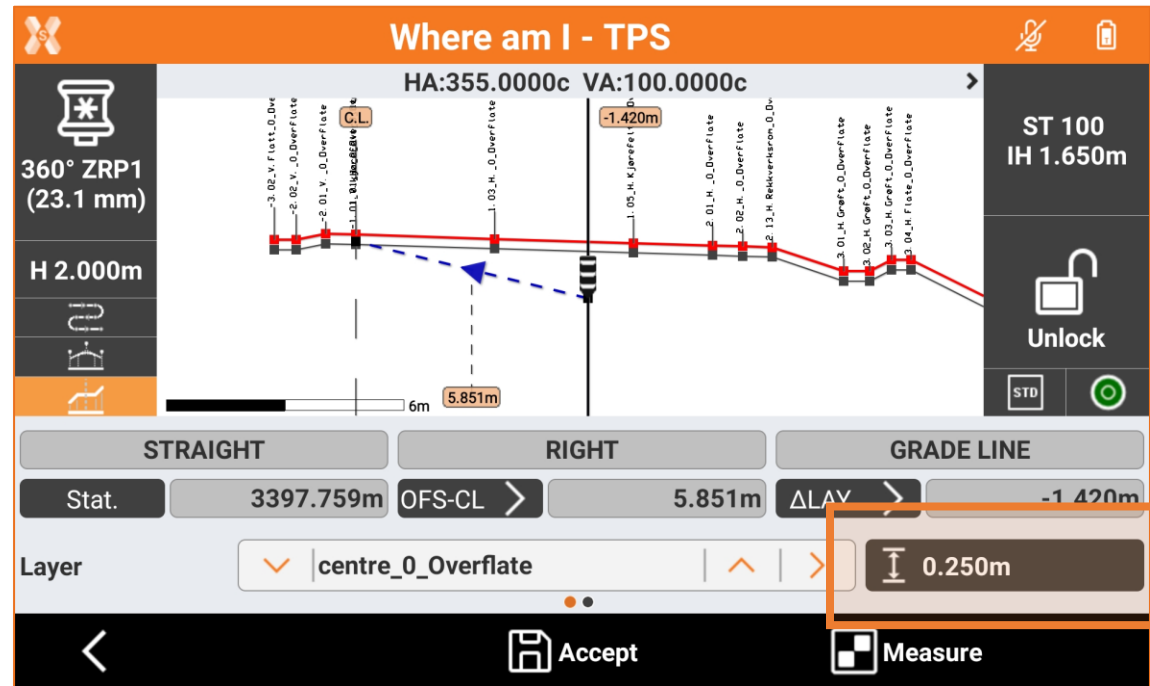 Where am I - TPS
HA:355.0000c VA:100.0000c
360° ZRP1
(23.1 mm)
H 2.000m
ST 100
IH 1.650m
Unlock
STD
C.L.
-1.420m
-3. 02_V. Flatt_0_Ove
-2. 02_V. _0_Overflate
-2. 01_V. _0_Overflate
1. 03_H. _0_Overflate
2. 01_H. _0_Overflate
2. 02_H. _0_Overflate
2. 13_H. Rekkverksrom_0_O
3. 01_H. Grøft_0_Overflate
3. 02_H. Grøft_0_Overflate
3. 03_H. Grøft_0_Overflate
3. 04_H. Flate_0_Overflate
6m
5.851m
STRAIGHT
RIGHT
GRADE LINE
Stat. 3397.759m OFS-CL 5.851m ΔLAY -1.420m
Layer centre_0_Overflate 0.250m
Accept Measure